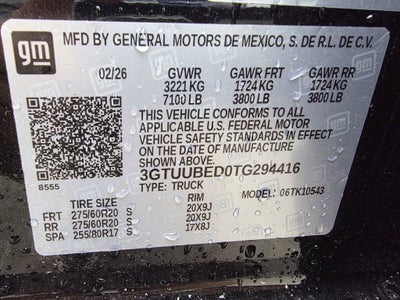 gm
MFD BY GENERAL MOTORS DE MEXICO, S. DE R.L. DE C.V.
02/26 GVWR GAWR FRT GAWR RR
3221 KG 1724 KG 1724 KG
7100 LB 3800 LB 3800 LB
THIS VEHICLE CONFORMS TO ALL
APPLICABLE U.S. FEDERAL MOTOR
VEHICLE SAFETY STANDARDS IN EFFECT ON
THE DATE OF MANUFACTURE SHOWN ABOVE.
8555
3GTUUBED0TG294416
TYPE: TRUCK MODEL: 06TK10543
TIRE SIZE RIM
FRT 275/60R20 S 20X9J
RR 275/60R20 S 20X9J
SPA 255/80R17 S 17X8J